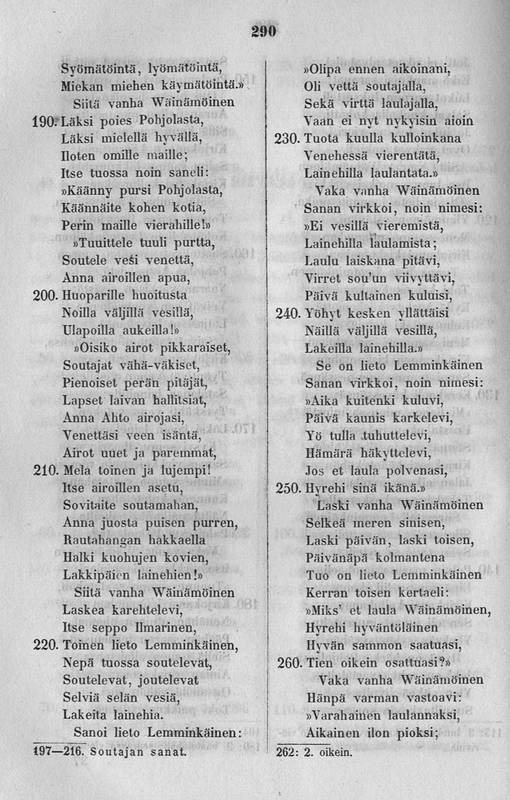 290
Syömätöintä, lyömätöintä,
Miekan miehen käymätöintä.»
Siitä vanha Wäinämöinen
190. Läksi poies Pohjolasta,
Läksi mielellä hyvällä,
Iloten omille maille;
Itse tuossa noin saneli:
»Käänny pursi Pohjolasta,
Käännäite kohen kotia,
Perin maille vierahille!»
»Tuuittele tuuli purtta,
Soutele vesi venettä,
Anna airoillen apua,
200. Huoparille huoitusta
Noilla väljillä vesillä,
Ulapoilla aukeilla!»
»Oisiko airot pikkaraiset,
Soutajat vähä-väkiset,
Pienoiset perän pitäjät,
Lapset laivan hallitsiat,
Anna Ahto airojasi,
Venettäsi veen isäntä,
Airot uuet ja paremmat,
210. Mela toinen ja lujempi!
Itse airoillen asetu,
Sovitaite soutamahan,
Anna juosta puisen purren,
Rautahangan hakkaella
Halki kuohujen kovien,
Lakkipäien lainehien!»
Siitä vanha Wäinämöinen
Laskea karehtelevi,
Itse seppo Ilmarinen,
220. Toinen lieto Lemminkäinen,
Nepä tuossa soutelevat,
Soutelevat, joutelevat
Selviä selän vesiä,
Lakeita lainehia.
Sanoi lieto Lemminkäinen:
197—216. Soutajan sanat.
»Olipa ennen aikoinani,
Oli vettä soutajalla,
Sekä virttä laulajalla,
Vaan ei nyt nykyisin aioin
230. Tuota kuulla kulloinkana
Venehessä vierentätä,
Lainehilla laulantata.»
Vaka vanha Wäinämöinen
Sanan virkkoi, noin nimesi:
»Ei vesillä vieremistä,
Lainehilla laulamista;
Laulu laiskana pitävi,
Virret sou'un viivyttävi,
Päivä kultainen kuluisi,
240. Yöhyt kesken yllättäisi
Näillä väljillä vesillä,
Lakeilla lainehilla.»
Se on lieto Lemminkäinen
Sanan virkkoi, noin nimesi:
»Aika kuitenki kuluvi,
Päivä kaunis karkelevi,
Yö tulla tuhuttelevi,
Hämärä häkyttelevi,
Jos et laula polvenasi,
250. Hyrehi sinä ikänä.»
Laski vanha Wäinämöinen
Selkeä meren sinisen,
Laski päivän, laski toisen,
Päivänäpä kolmantena
Tuo on lieto Lemminkäinen
Kerran toisen kertaeli:
»Miks' et laula Wäinämöinen,
Hyrehi hyväntöläinen
Hyvän sammon saatuasi,
260. Tien oikein osattuasi?»
Vaka vanha Wäinämöinen
Hänpä varman vastoavi:
»Varahainen laulannaksi,
Aikainen ilon pioksi;
262: 2. oikein.